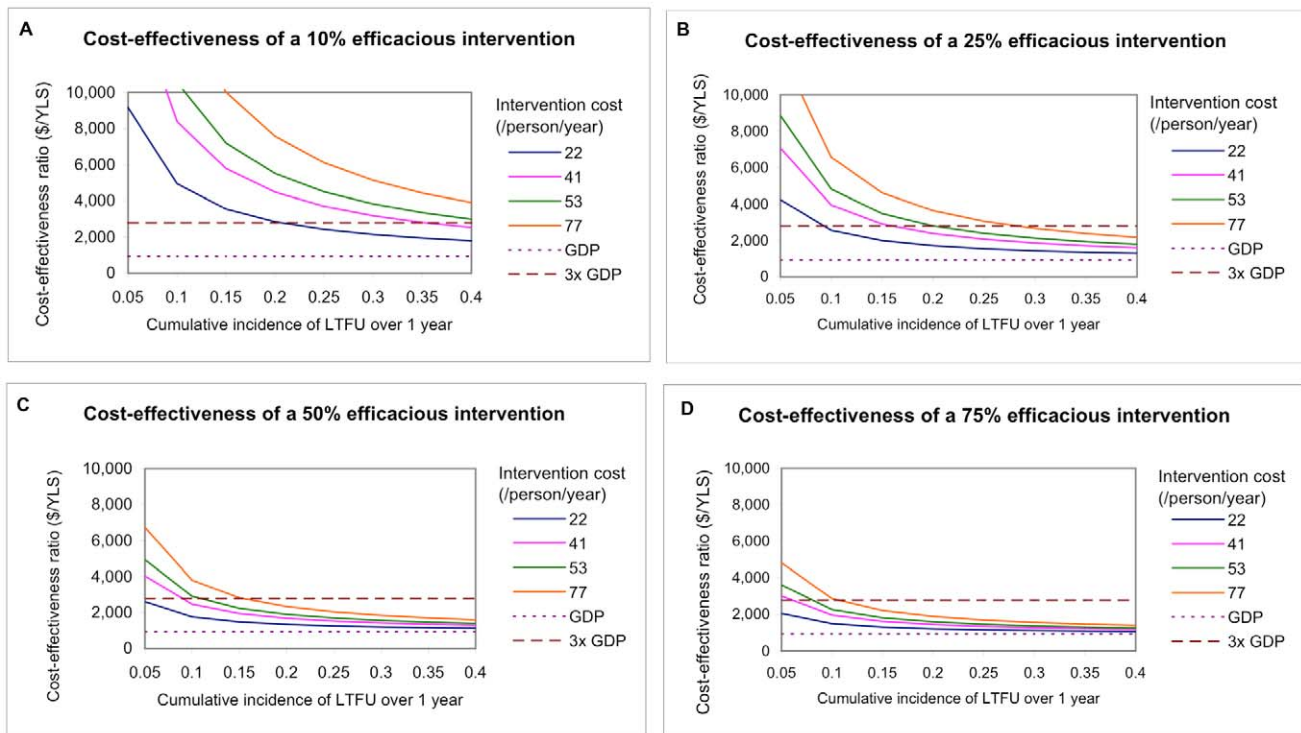 A
Cost-effectiveness of a 10% efficacious intervention
Cost-effectiveness ratio ($/YLS)
10,000
8,000
6,000
4,000
2,000
0
0.05 0.1 0.15 0.2 0.25 0.3 0.35 0.4
Cumulative incidence of LTFU over 1 year
Intervention cost
(/person/year)
22
41
53
77
GDP
3x GDP
B
Cost-effectiveness of a 25% efficacious intervention
Cost-effectiveness ratio ($/YLS)
10,000
8,000
6,000
4,000
2,000
0
0.05 0.1 0.15 0.2 0.25 0.3 0.35 0.4
Cumulative incidence of LTFU over 1 year
Intervention cost
(/person/year)
22
41
53
77
GDP
3x GDP
C
Cost-effectiveness of a 50% efficacious intervention
Cost-effectiveness ratio ($/YLS)
10,000
8,000
6,000
4,000
2,000
0
0.05 0.1 0.15 0.2 0.25 0.3 0.35 0.4
Cumulative incidence of LTFU over 1 year
Intervention cost
(/person/year)
22
41
53
77
GDP
3x GDP
D
Cost-effectiveness of a 75% efficacious intervention
Cost-effectiveness ratio ($/YLS)
10,000
8,000
6,000
4,000
2,000
0
0.05 0.1 0.15 0.2 0.25 0.3 0.35 0.4
Cumulative incidence of LTFU over 1 year
Intervention cost
(/person/year)
22
41
53
77
GDP
3x GDP